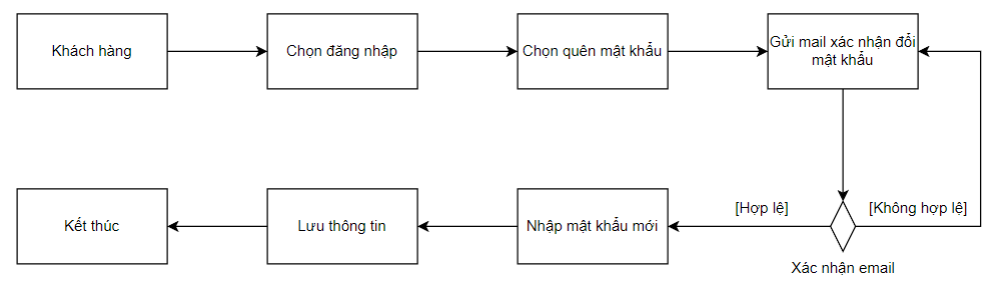 Khách hàng
Chọn đăng nhập
Chọn quên mật khẩu
Gửi mail xác nhận đổi
mật khẩu
[Hợp lệ]
[Không hợp lệ]
Xác nhận email
Nhập mật khẩu mới
Lưu thông tin
Kết thúc